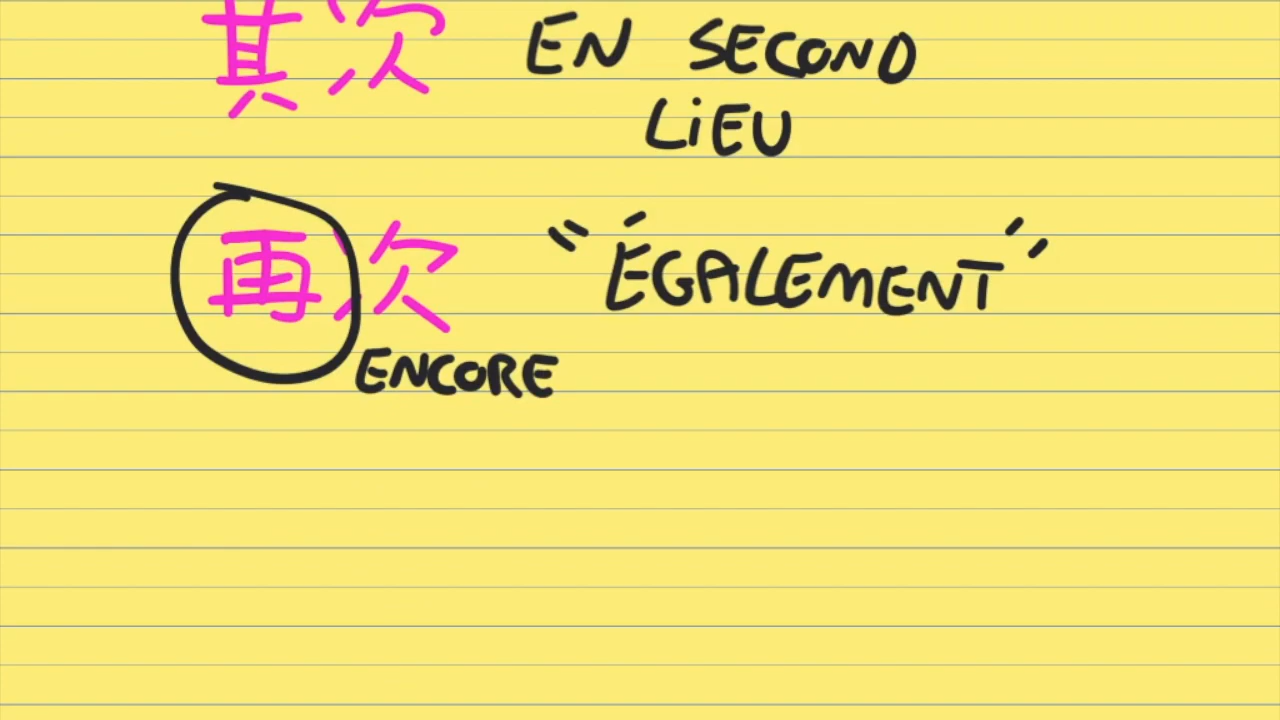 其次 EN SECOND
LiEU
再次 "ÉGALEMENT"
ENCORE